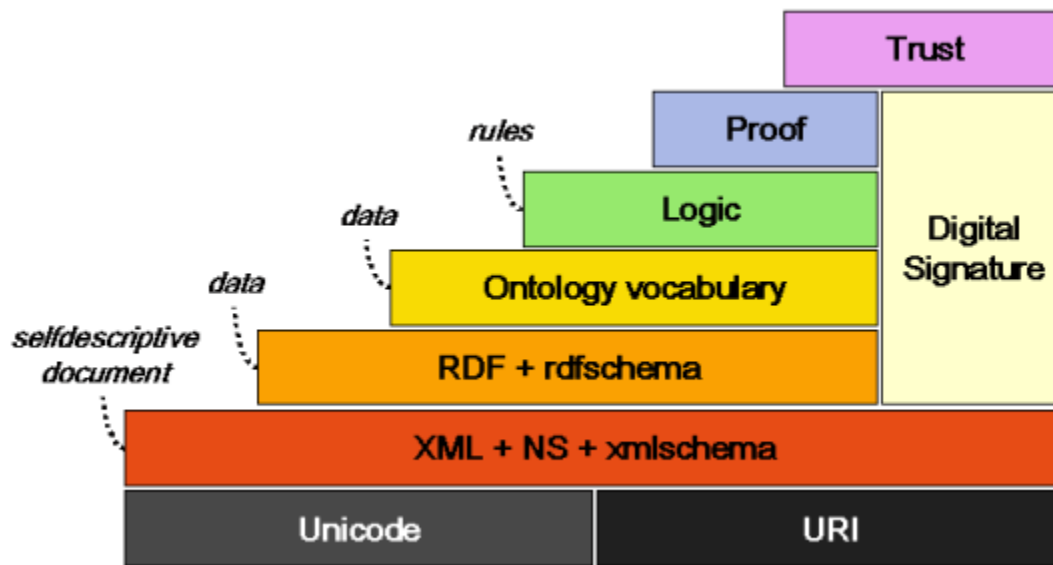 Trust
Proof
rules
Logic
Digital
Signature
data
Ontology vocabulary
data
RDF + rdfschema
selfdescriptive
document
XML + NS + xmlschema
Unicode
URI